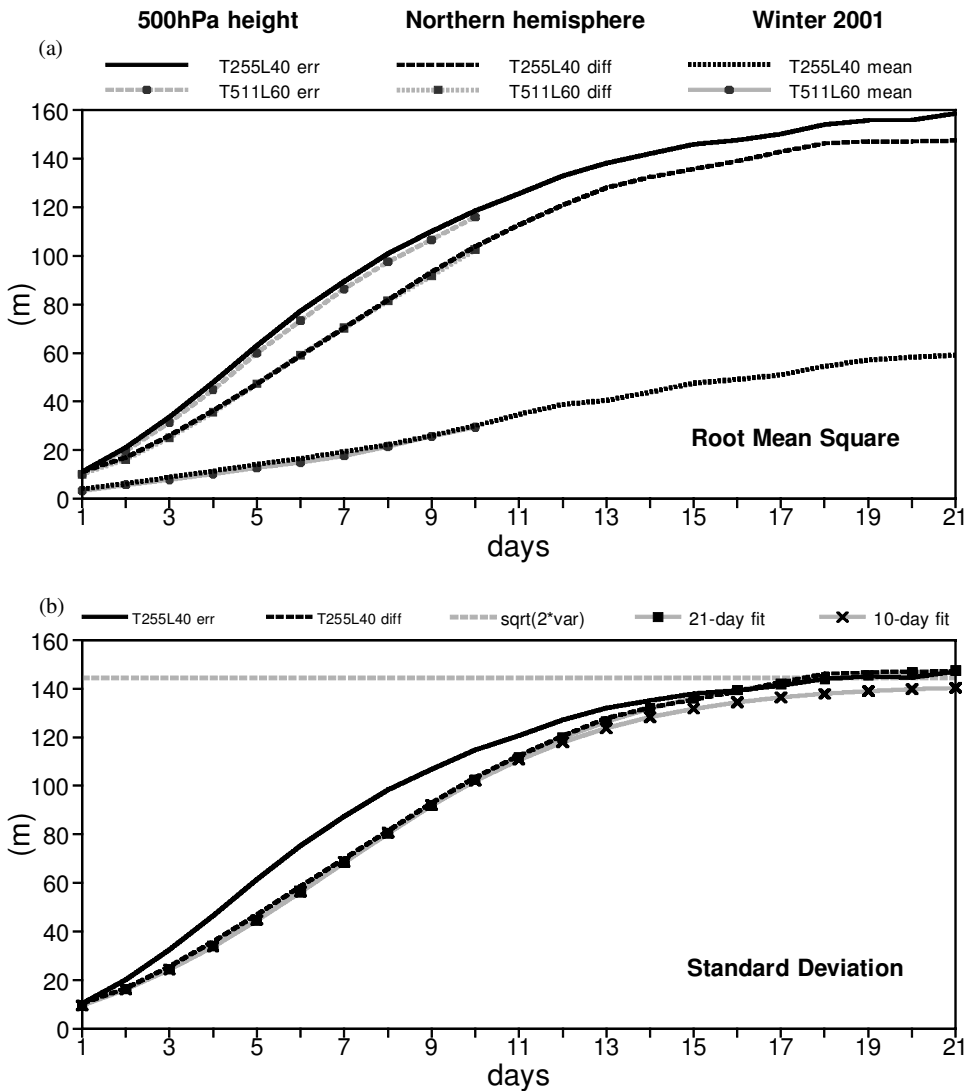 500hPa height Northern hemisphere Winter 2001
(a)
T255L40 err T255L40 diff T255L40 mean
T511L60 err T511L60 diff T511L60 mean
160
140
120
100
80
60
40
20
0
(m)
Root Mean Square
1 3 5 7 9 11 13 15 17 19 21
days
(b)
T255L40 err T255L40 diff sqrt(2*var) 21-day fit 10-day fit
160
140
120
100
80
60
40
20
0
(m)
Standard Deviation
1 3 5 7 9 11 13 15 17 19 21
days